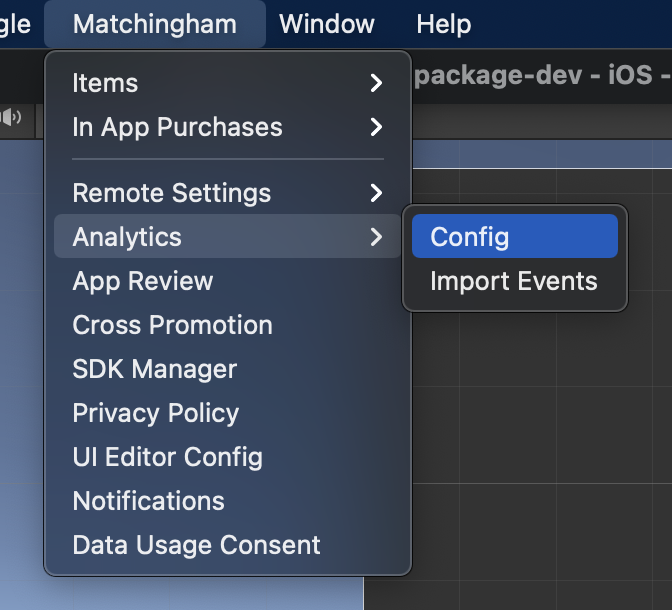 gle Matchingham Window Help
package-dev - iOS -
Items
In App Purchases
Remote Settings
Analytics
Config
App Review
Import Events
Cross Promotion
SDK Manager
Privacy Policy
UI Editor Config
Notifications
Data Usage Consent